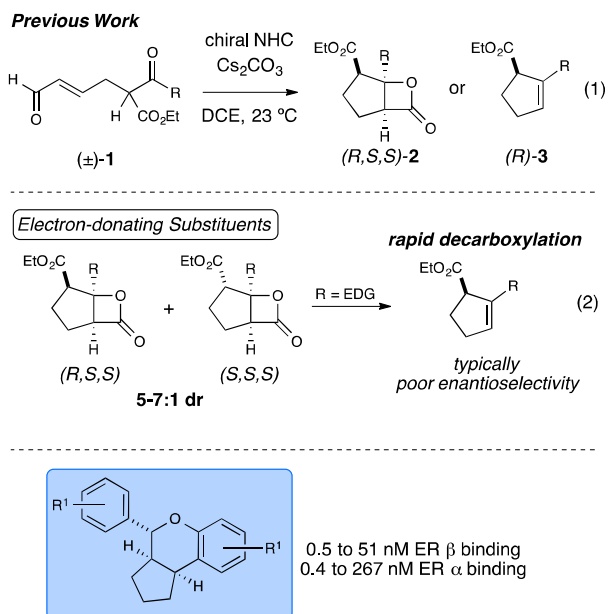 Previous Work
chiral NHC
Cs₂CO₃
DCE, 23 ºC
H
O
O
R
H
CO₂Et
(±)-1
EtO₂C
R
O
O
H
(R,S,S)-2
or
EtO₂C
R
(R)-3
(1)
Electron-donating Substituents
rapid decarboxylation
EtO₂C
R
O
O
H
(R,S,S)
+
EtO₂C
R
O
O
H
(S,S,S)
5-7:1 dr
R = EDG
EtO₂C
R
(2)
typically
poor enantioselectivity
R¹
O
R¹
H
H
0.5 to 51 nM ER β binding
0.4 to 267 nM ER α binding